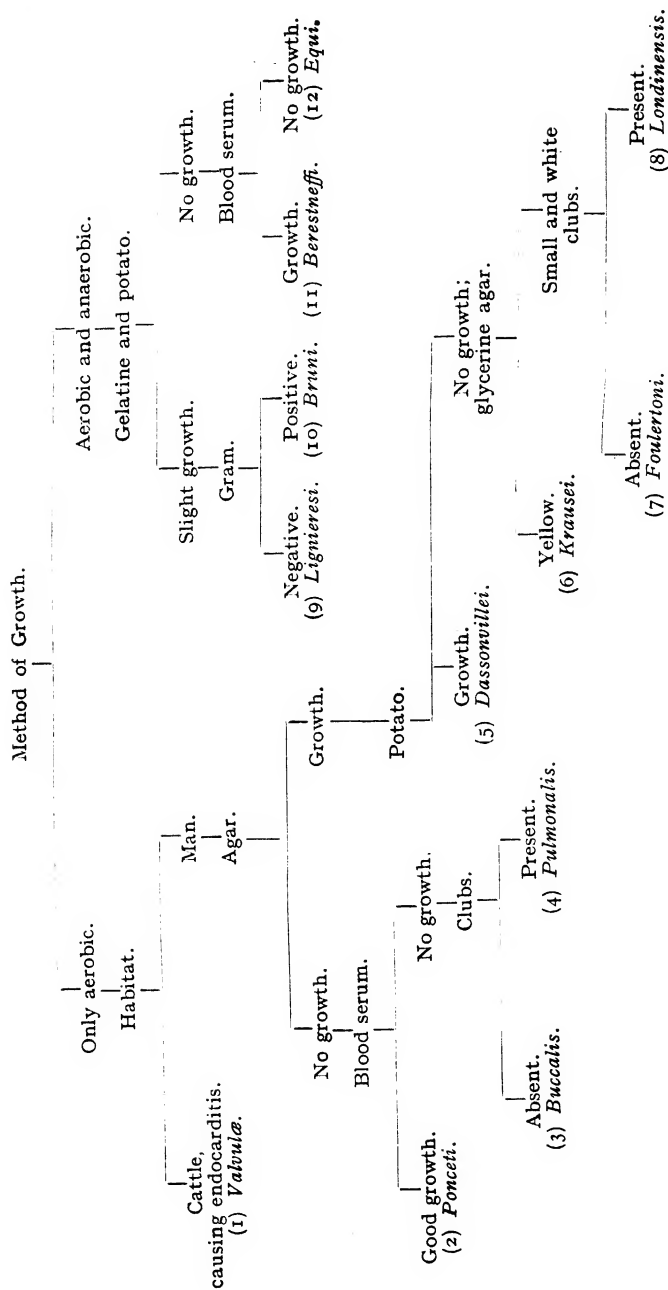 Method of Growth.
Only aerobic.
Habitat.
Cattle,
causing endocarditis.
(1) Valvulæ.
Man.
Agar.
No growth.
Blood serum.
Good growth.
(2) Ponceti.
No growth.
Clubs.
Absent.
(3) Buccalis.
Present.
(4) Pulmonalis.
Growth.
Potato.
Growth.
(5) Dassonvillei.
No growth;
glycerine agar.
Yellow.
(6) Krausei.
Small and white
clubs.
Absent.
(7) Foulertoni.
Present.
(8) Londinensis.
Aerobic and anaerobic.
Gelatine and potato.
Slight growth.
Gram.
Negative.
(9) Lignieresi.
Positive.
(10) Bruni.
No growth.
Blood serum.
Growth.
(11) Berestneffi.
No growth.
(12) Equi.